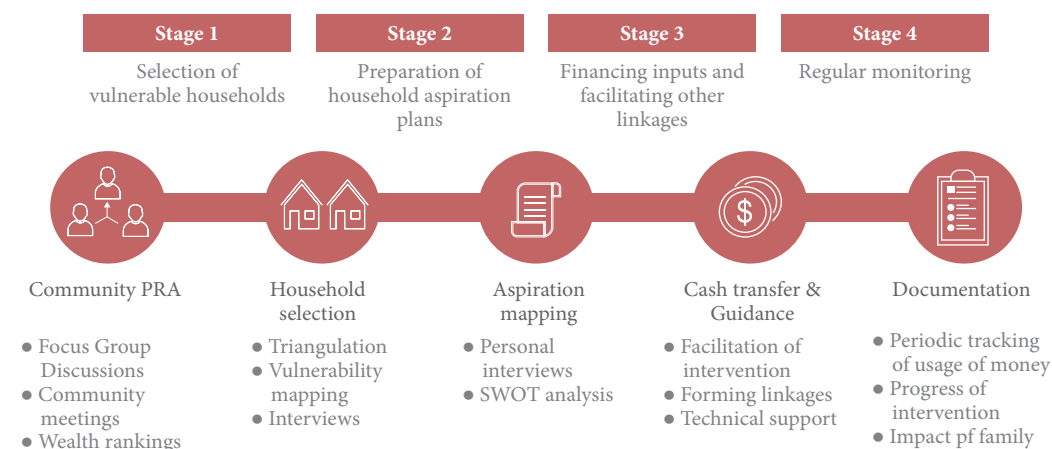 Stage 1
Stage 2
Stage 3
Stage 4
Selection of
vulnerable households
Preparation of
household aspiration
plans
Financing inputs and
facilitating other
linkages
Regular monitoring
$
Community PRA
● Focus Group
Discussions
● Community
meetings
● Wealth rankings
Household
selection
● Triangulation
● Vulnerability
mapping
● Interviews
Aspiration
mapping
● Personal
interviews
● SWOT analysis
Cash transfer &
Guidance
● Facilitation of
intervention
● Forming linkages
● Technical support
Documentation
● Periodic tracking
of usage of money
● Progress of
intervention
● Impact pf family